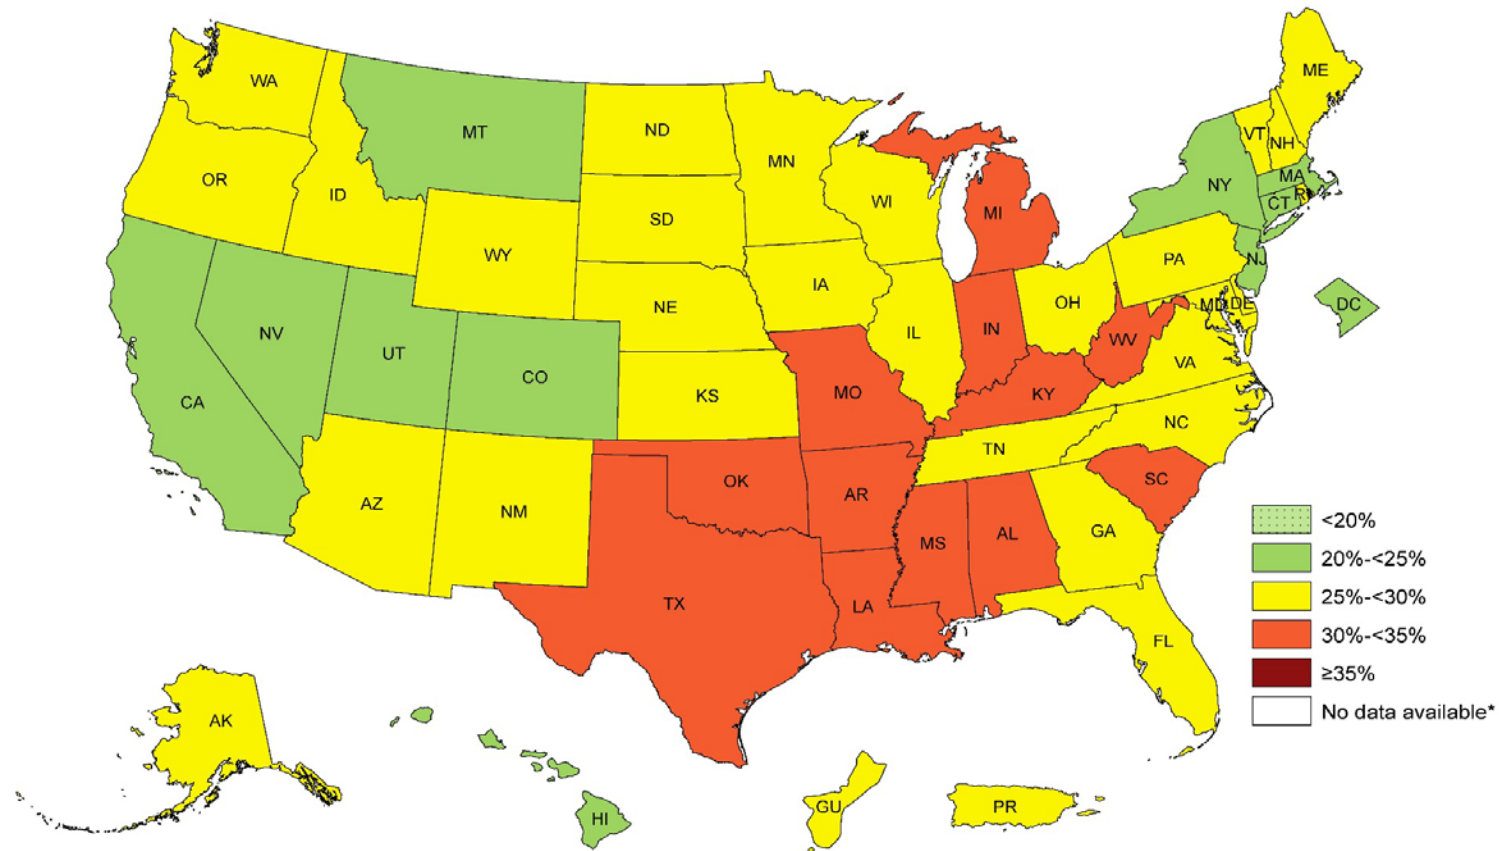 WA
MT
ND
MN
ME
VT
NH
OR
ID
SD
WI
MI
NY
MA
CT
RI
WY
NE
IA
PA
NJ
NV
UT
CO
IL
IN
OH
MD
DE
DC
CA
KS
MO
KY
WV
VA
AZ
NM
OK
AR
TN
NC
SC
TX
MS
AL
GA
LA
FL
AK
HI
GU
PR
<20%
20%-<25%
25%-<30%
30%-<35%
≥35%
No data available*